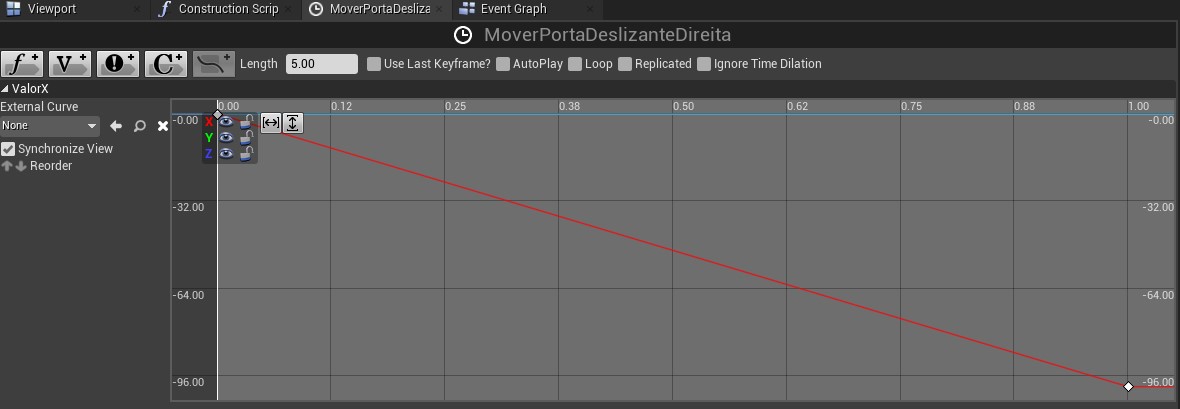 Viewport
Construction Scrip
MoverPortaDesliza
Event Graph
MoverPortaDeslizanteDireita
f V ! C Length 5.00 Use Last Keyframe? AutoPlay Loop Replicated Ignore Time Dilation
ValorX
External Curve
None
Synchronize View
Reorder
0.00 0.12 0.25 0.38 0.50 0.62 0.75 0.88 1.00
-0.00 -0.00
X
Y
Z
-32.00 -32.00
-64.00 -64.00
-96.00 -96.00